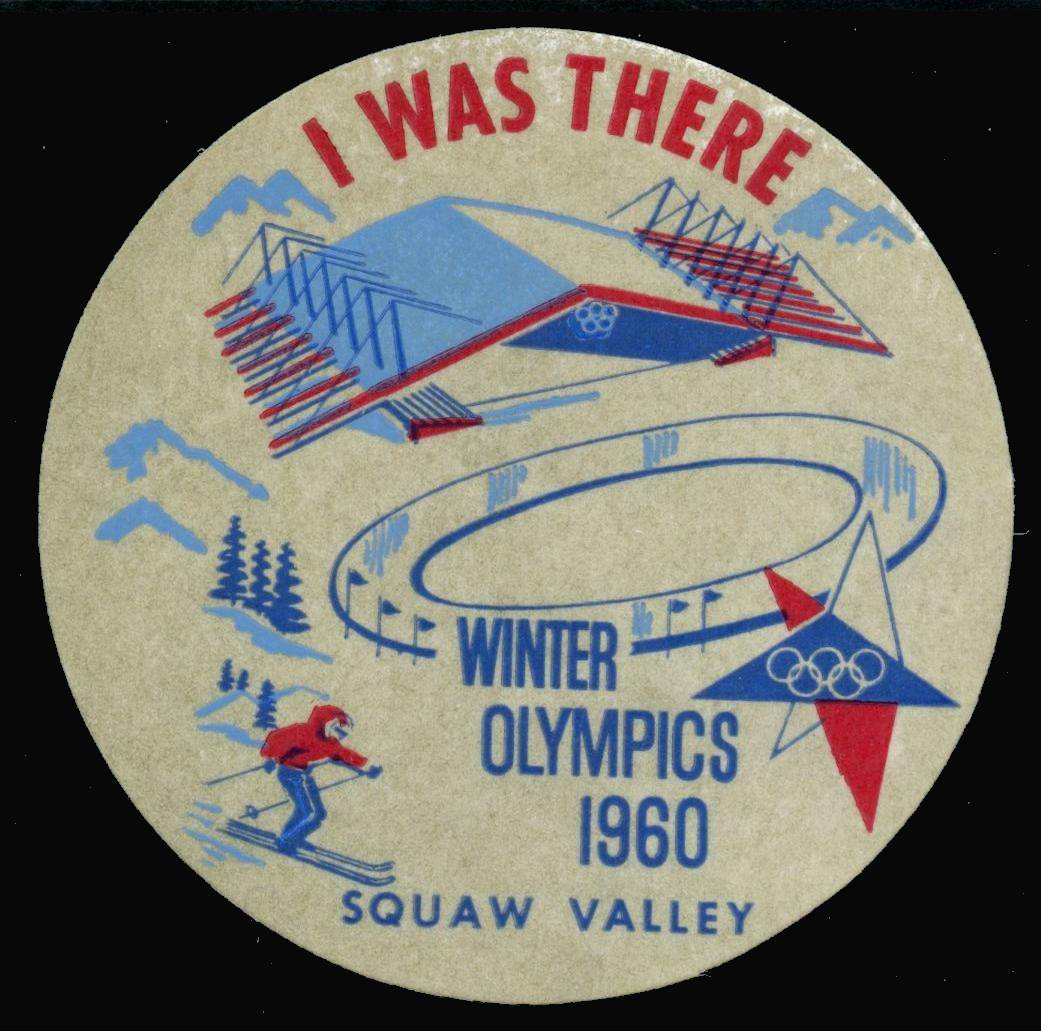 I WAS THERE
WINTER
OLYMPICS
1960
SQUAW VALLEY